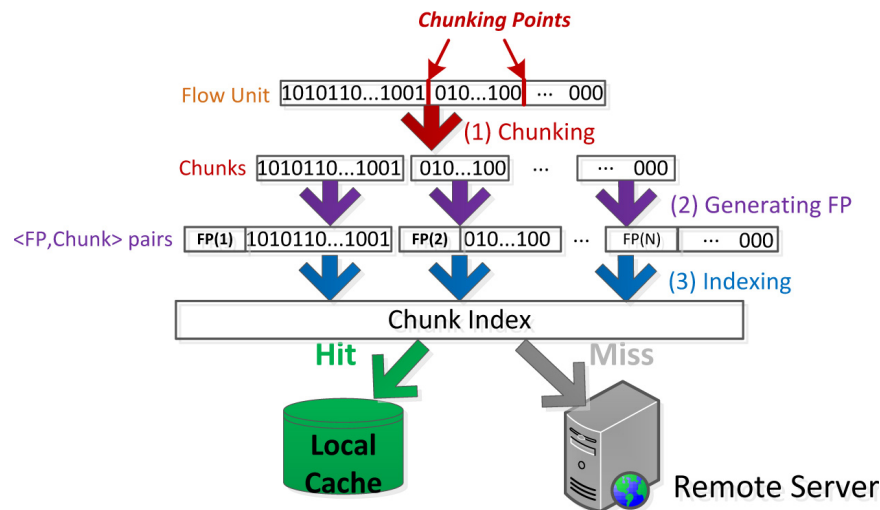 Chunking Points
Flow Unit 1010110...1001 010...100 ... 000
(1) Chunking
Chunks 1010110...1001 010...100 ... ... 000
(2) Generating FP
<FP,Chunk> pairs FP(1) 1010110...1001 FP(2) 010...100 ... FP(N) ... 000
(3) Indexing
Chunk Index
Hit Miss
Local
Cache
Remote Server